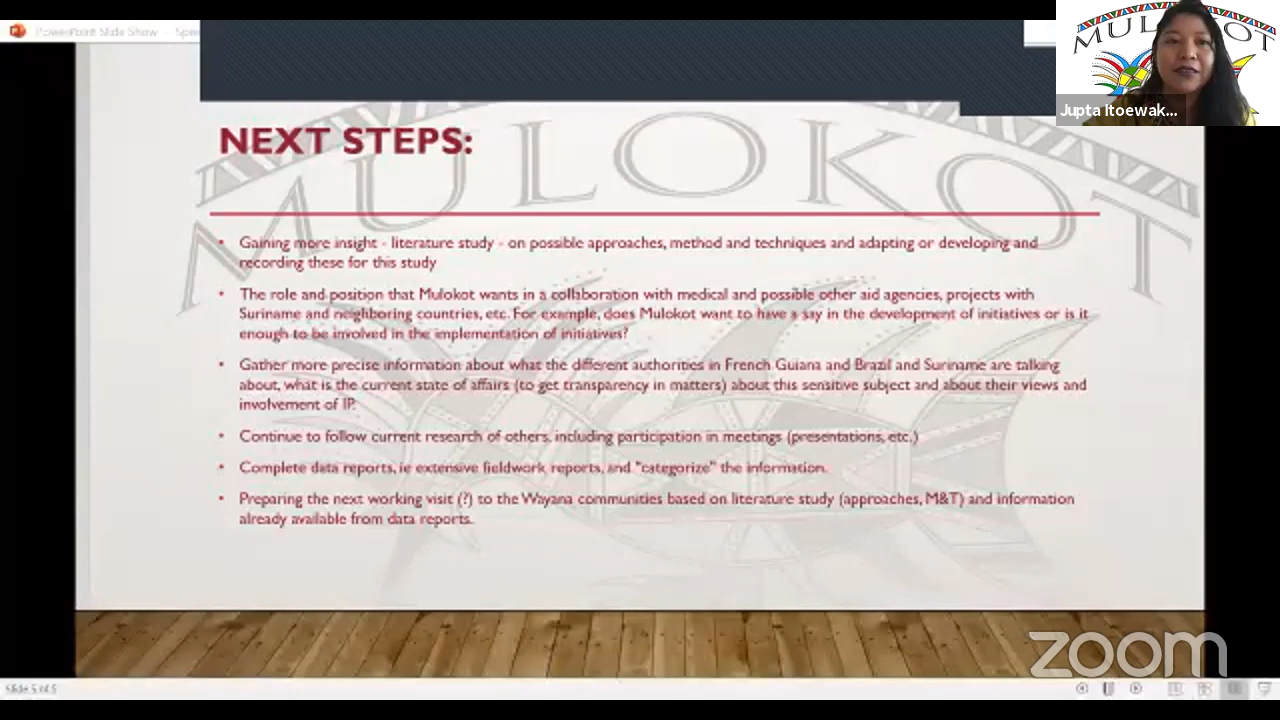 PowerPoint Slide Show - Spea
MULOKOT
Jupta Itoewak...
MULOKOT
NEXT STEPS:
• Gaining more insight - literature study - on possible approaches, method and techniques and adapting or developing and
recording these for this study
• The role and position that Mulokot wants in a collaboration with medical and possible other aid agencies, projects with
Suriname and neighboring countries, etc. For example, does Mulokot want to have a say in the development of initiatives or is it
enough to be involved in the implementation of initiatives?
• Gather more precise information about what the different authorities in French Guiana and Brazil and Suriname are talking
about, what is the current state of affairs (to get transparency in matters) about this sensitive subject and about their views and
involvement of IP.
• Continue to follow current research of others, including participation in meetings (presentations, etc.)
• Complete data reports, ie extensive fieldwork reports, and "categorize" the information.
• Preparing the next working visit (?) to the Wayana communities based on literature study (approaches, M&T) and information
already available from data reports.
zoom
Slide 5 of 5